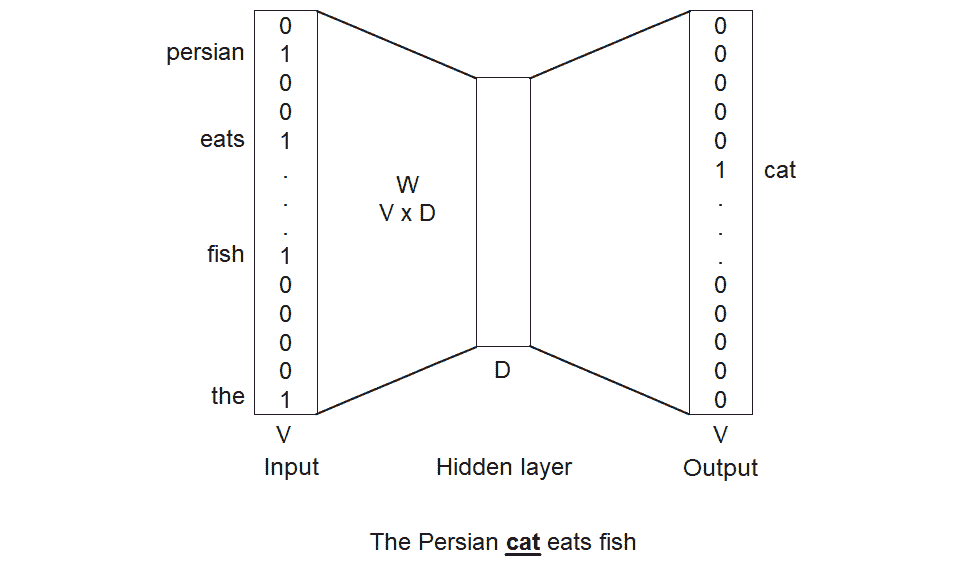 0 0
persian 1 0
0 0
0 0
eats 1 0
. 1 cat
W
. .
V x D
. .
fish 1 .
0 0
0 0
0 0
0 D 0
the 1 0
V V
Input Hidden layer Output
The Persian cat eats fish